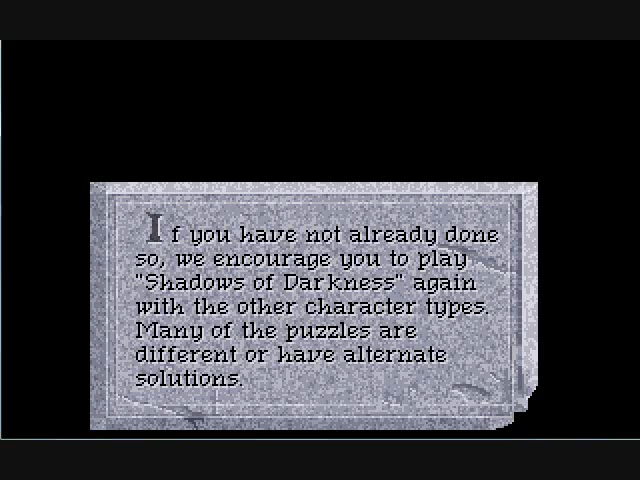 If you have not already done
so, we encourage you to play
"Shadows of Darkness" again
with the other character types.
Many of the puzzles are
different or have alternate
solutions.